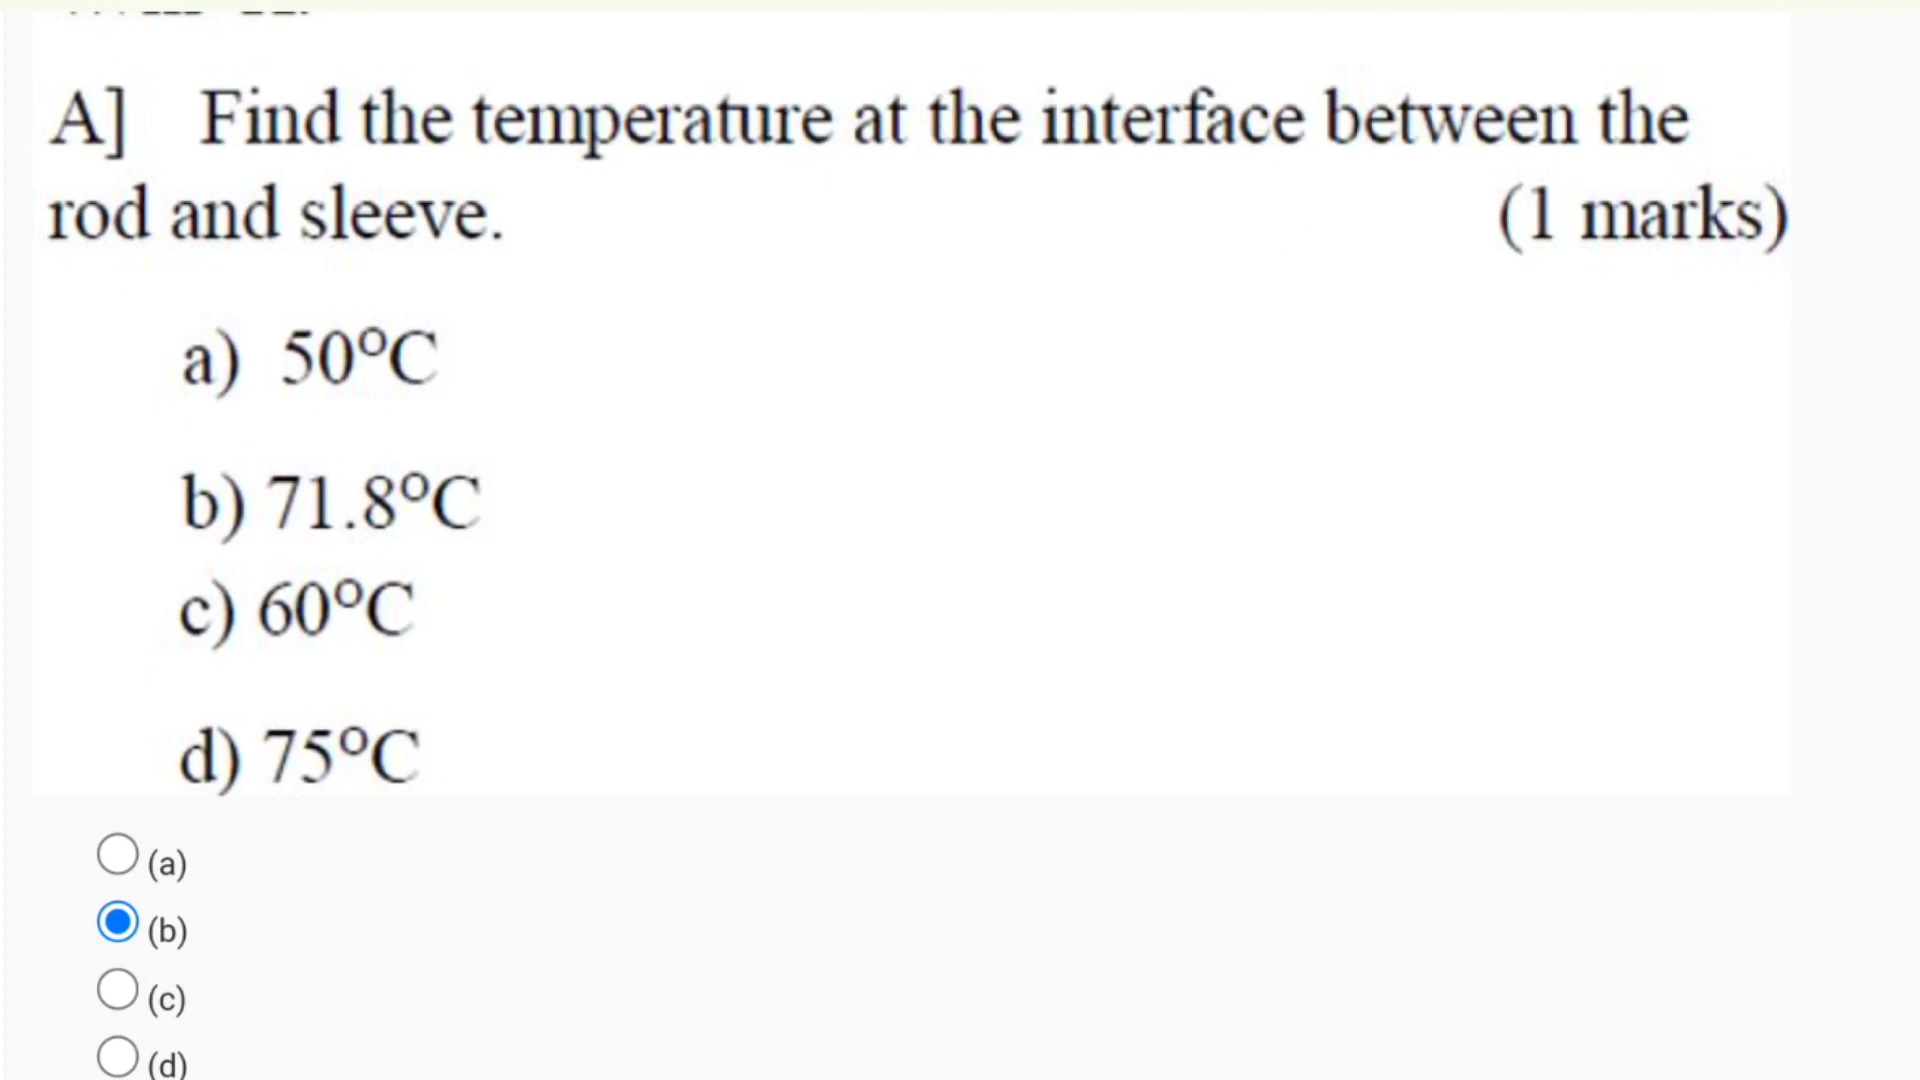 A] Find the temperature at the interface between the
rod and sleeve. (1 marks)
a) 50°C
b) 71.8°C
c) 60°C
d) 75°C
(a)
(b)
(c)
(d)